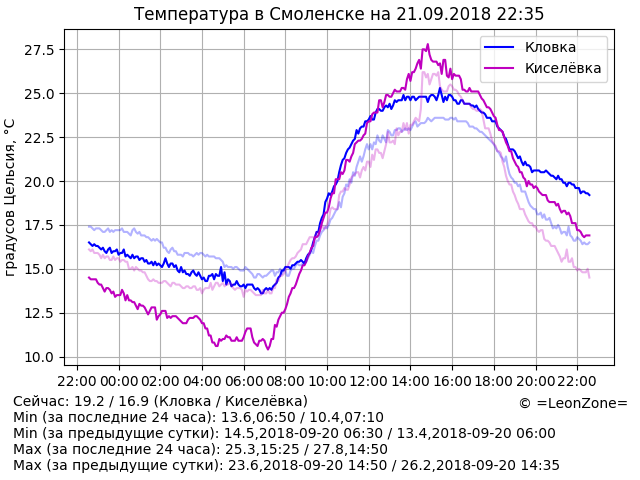 Температура в Смоленске на 21.09.2018 22:35
градусов Цельсия, °C
27.5
25.0
22.5
20.0
17.5
15.0
12.5
10.0
Кловка
Киселёвка
22:00 00:00 02:00 04:00 06:00 08:00 10:00 12:00 14:00 16:00 18:00 20:00 22:00
Сейчас: 19.2 / 16.9 (Кловка / Киселёвка)
© =LeonZone=
Min (за последние 24 часа): 13.6,06:50 / 10.4,07:10
Min (за предыдущие сутки): 14.5,2018-09-20 06:30 / 13.4,2018-09-20 06:00
Max (за последние 24 часа): 25.3,15:25 / 27.8,14:50
Max (за предыдущие сутки): 23.6,2018-09-20 14:50 / 26.2,2018-09-20 14:35